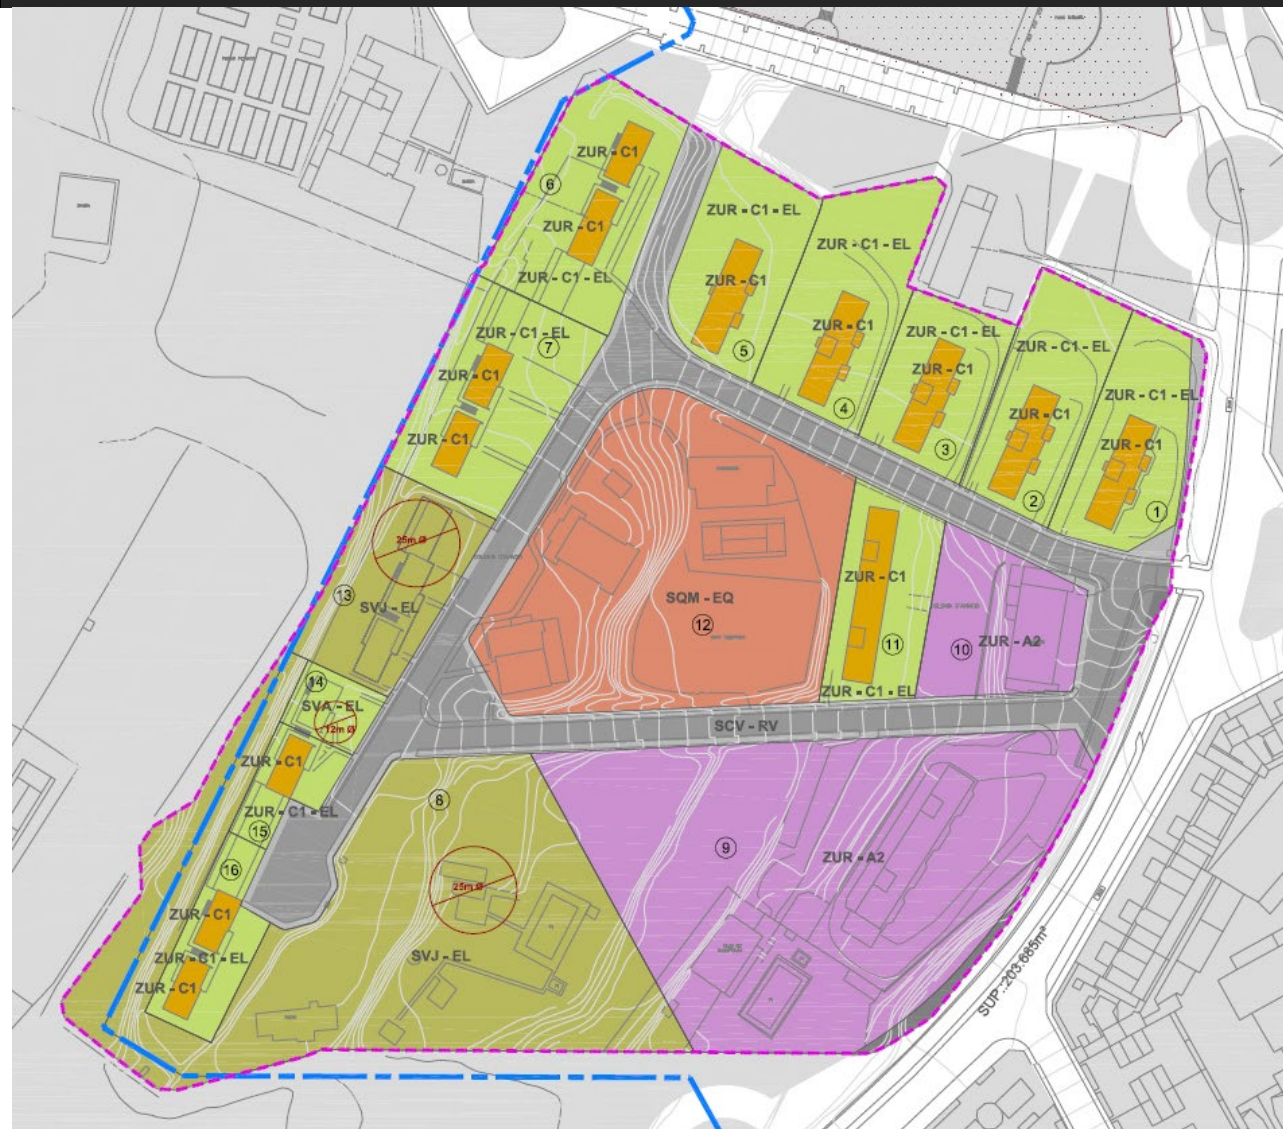 ZUR - C1
6
ZUR - C1
ZUR - C1 - EL
ZUR - C1 - EL
ZUR - C1 - EL
ZUR - C1
ZUR - C1 - EL
7
ZUR - C1
5
ZUR - C1
4
ZUR - C1 - EL
ZUR - C1
3
ZUR - C1 - EL
ZUR - C1
2
ZUR - C1 - EL
ZUR - C1
1
ZUR - C1
25m Ø
13
SVJ - EL
SQM - EQ
12
ZUR - C1
11
ZUR - C1 - EL
10
ZUR - A2
14
SVA - EL
12m Ø
SCV - RV
ZUR - C1
ZUR - C1 - EL
15
16
8
25m Ø
SVJ - EL
9
ZUR - A2
ZUR - C1
ZUR - C1 - EL
ZUR - C1
SUP.:203.665m²